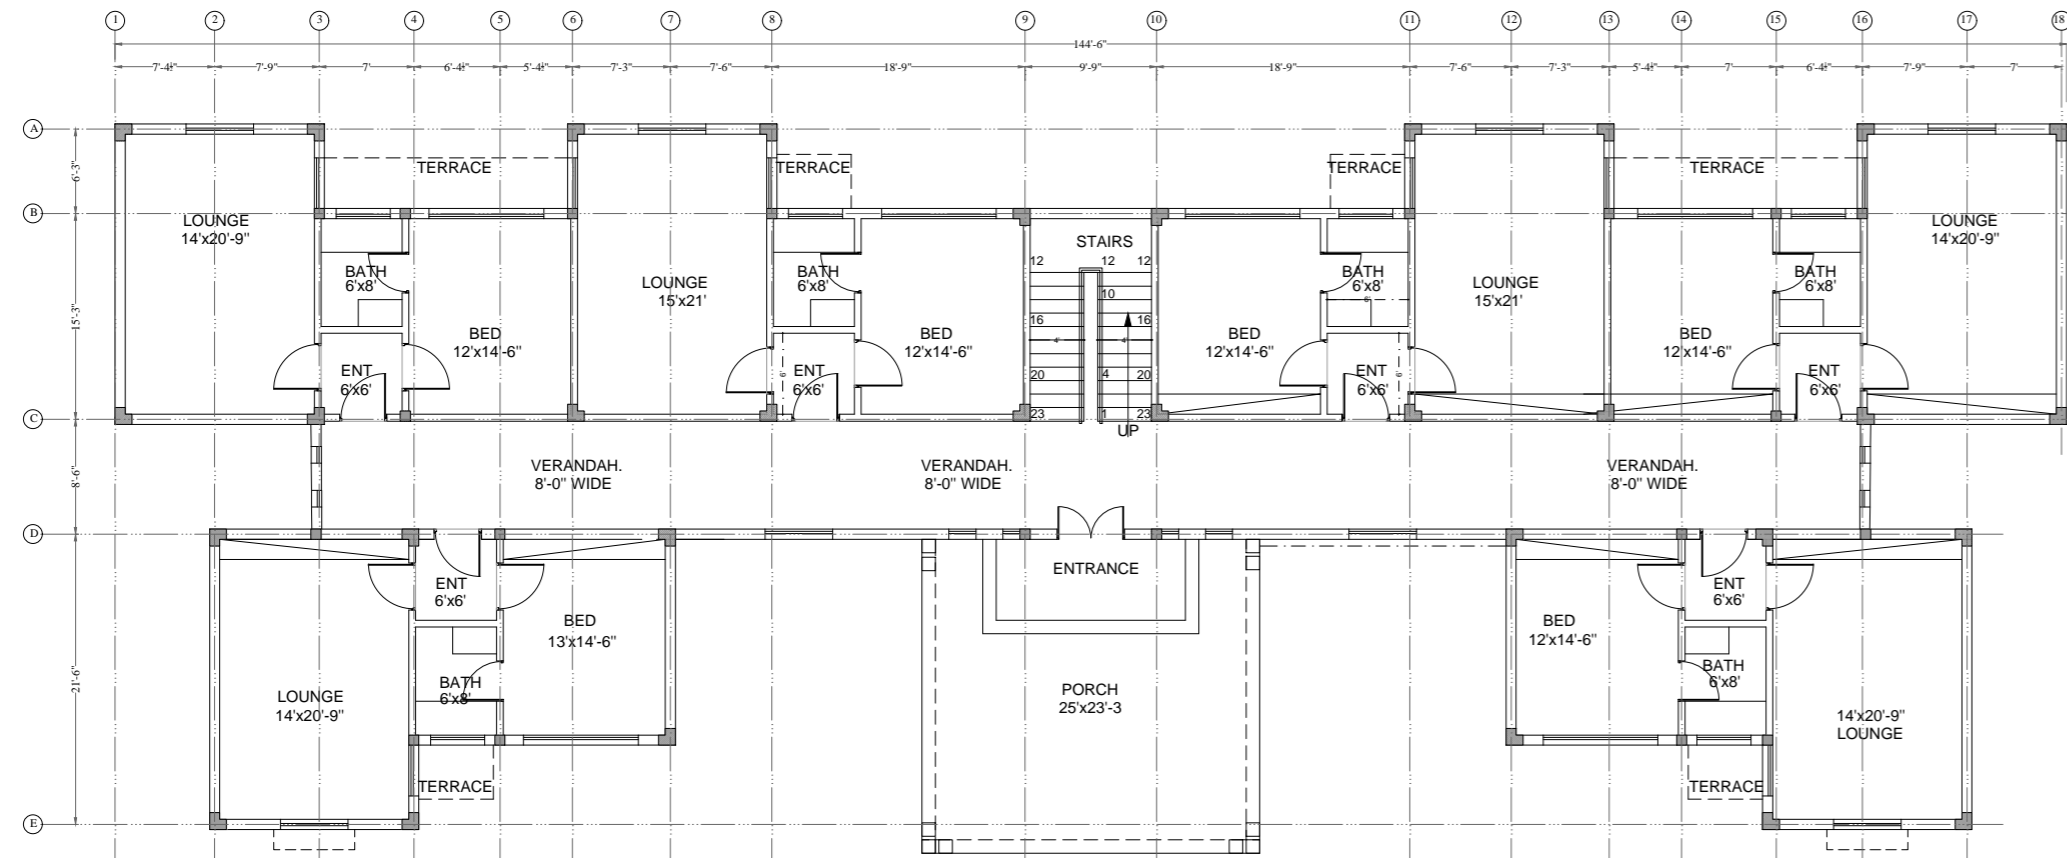 1 2 3 4 5 6 7 8 9 10 11 12 13 14 15 16 17 18
144'-6"
7'-4½" 7'-9" 7' 6'-4½" 5'-4½" 7'-3" 7'-6" 18'-9" 9'-9" 18'-9" 7'-6" 7'-3" 5'-4½" 7' 6'-4½" 7'-9" 7'
A
6'-3"
TERRACE TERRACE TERRACE TERRACE
B
LOUNGE
14'x20'-9"
LOUNGE
14'x20'-9"
STAIRS
12 12 12
BATH
6'x8'
LOUNGE
15'x21'
BATH
6'x8'
10
BATH
6'x8'
6'
LOUNGE
15'x21'
BATH
6'x8'
15'-3"
16 16
BED
12'x14'-6"
BED
12'x14'-6"
4' 4'
BED
12'x14'-6"
BED
12'x14'-6"
ENT
6'x6'
6'
ENT
6'x6'
20 4 20
ENT
6'x6'
6'
ENT
6'x6'
C
23 1 23
UP
8'-6"
VERANDAH.
8'-0" WIDE
VERANDAH.
8'-0" WIDE
VERANDAH.
8'-0" WIDE
D
ENTRANCE
ENT
6'x6'
BED
13'x14'-6"
BED
12'x14'-6"
ENT
6'x6'
21'-6"
LOUNGE
14'x20'-9"
BATH
6'x8'
PORCH
25'x23'-3
BATH
6'x8'
14'x20'-9"
LOUNGE
TERRACE TERRACE
E